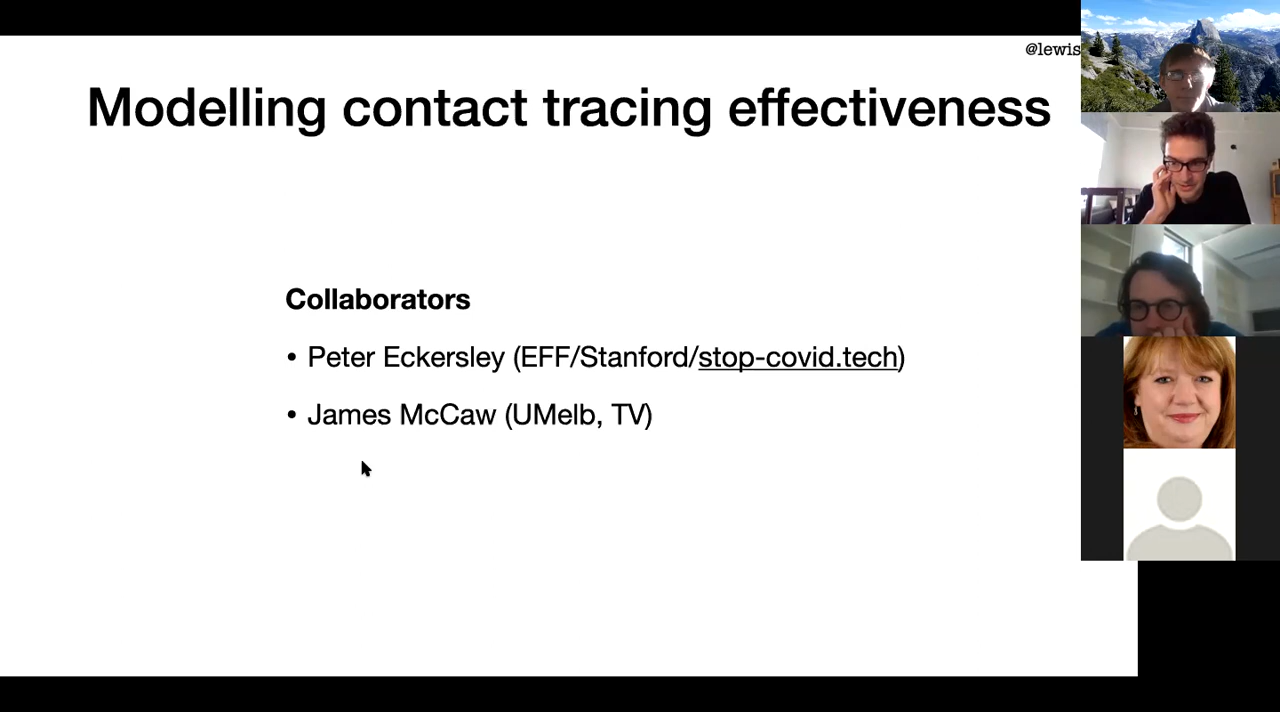 @lewis
Modelling contact tracing effectiveness
Collaborators
• Peter Eckersley (EFF/Stanford/stop-covid.tech)
• James McCaw (UMelb, TV)